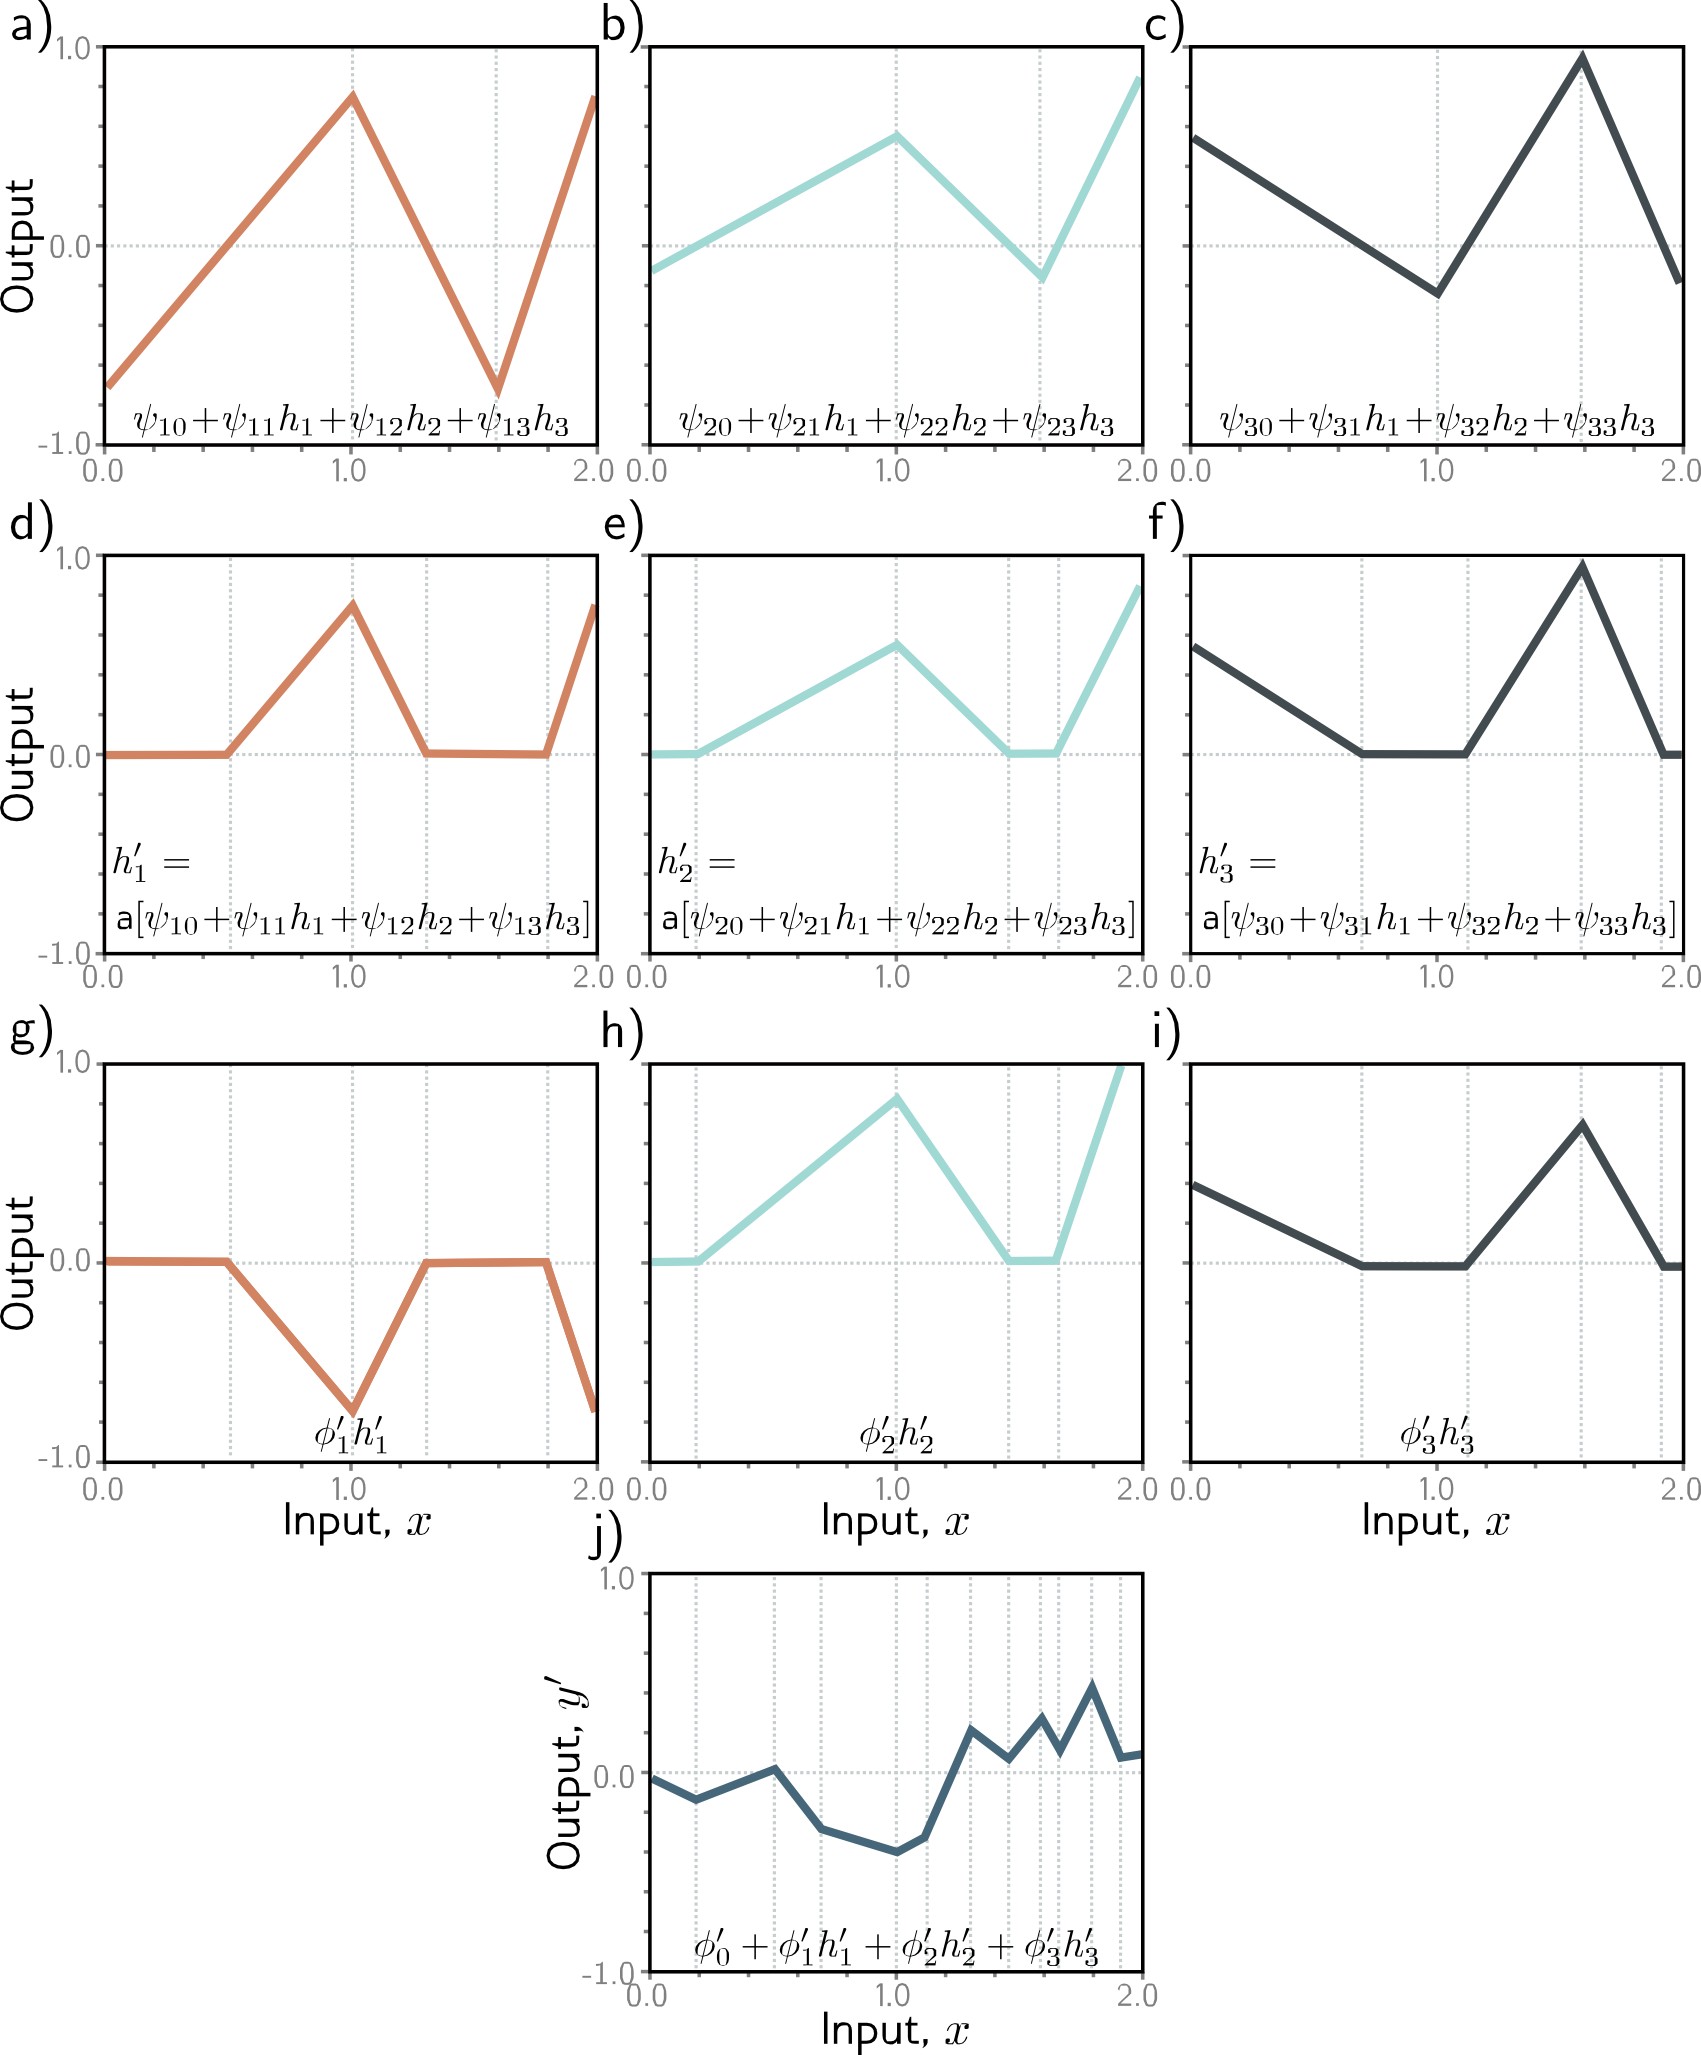 a) b) c)
1.0
Output
0.0
ψ10+ψ11h1+ψ12h2+ψ13h3 ψ20+ψ21h1+ψ22h2+ψ23h3 ψ30+ψ31h1+ψ32h2+ψ33h3
-1.0
0.0 1.0 2.0 0.0 1.0 2.0 0.0 1.0 2.0
d) e) f)
1.0
Output
0.0
h′1 = h′2 = h′3 =
a[ψ10+ψ11h1+ψ12h2+ψ13h3] a[ψ20+ψ21h1+ψ22h2+ψ23h3] a[ψ30+ψ31h1+ψ32h2+ψ33h3]
-1.0
0.0 1.0 2.0 0.0 1.0 2.0 0.0 1.0 2.0
g) h) i)
1.0
Output
0.0
ϕ′1h′1 ϕ′2h′2 ϕ′3h′3
-1.0
0.0 1.0 2.0 0.0 1.0 2.0 0.0 1.0 2.0
Input, x Input, x Input, x
j)
1.0
Output, y′
0.0
ϕ′0 + ϕ′1h′1 + ϕ′2h′2 + ϕ′3h′3
-1.0
0.0 1.0 2.0
Input, x